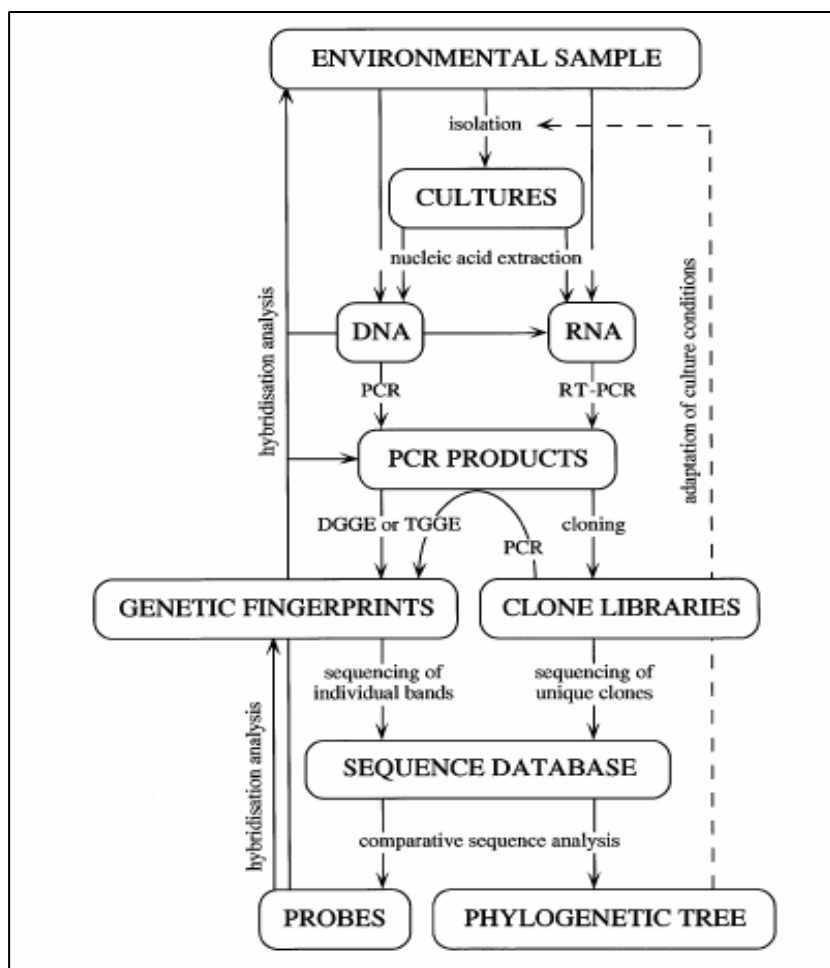 ENVIRONMENTAL SAMPLE
isolation
CULTURES
nucleic acid extraction
DNA
RNA
PCR
RT-PCR
PCR PRODUCTS
DGGE or TGGE
PCR
cloning
GENETIC FINGERPRINTS
CLONE LIBRARIES
sequencing of
individual bands
sequencing of
unique clones
SEQUENCE DATABASE
comparative sequence analysis
PROBES
PHYLOGENETIC TREE
hybridisation analysis
hybridisation analysis
adaptation of culture conditions